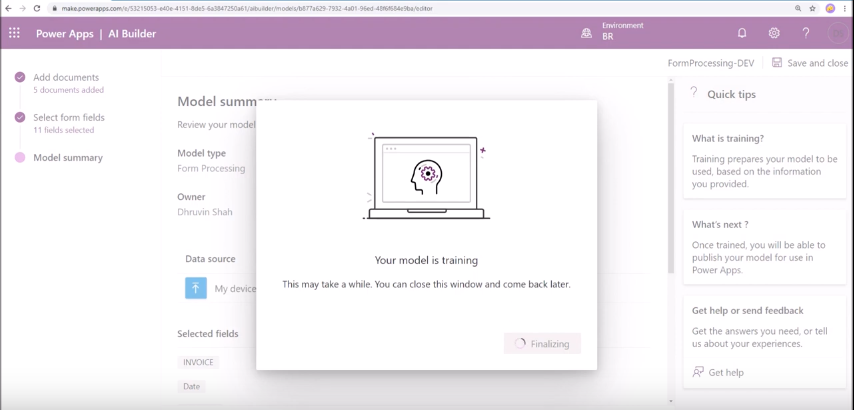 make.powerapps.com/e/53215053-e40e-4151-8de5-6a3847250a61/aibuilder/models/b877a629-7932-4a01-96ed-48f6f684e9ba/editor
Power Apps | AI Builder
Environment
BR
FormProcessing-DEV
Save and close
Add documents
5 documents added
Select form fields
11 fields selected
Model summary
Model summary
Review your model
Model type
Form Processing
Owner
Dhruvin Shah
Data source
My device
Selected fields
INVOICE
Date
Your model is training
This may take a while. You can close this window and come back later.
Finalizing
Quick tips
What is training?
Training prepares your model to be
used, based on the information
you provided.
What's next ?
Once trained, you will be able to
publish your model for use in
Power Apps.
Get help or send feedback
Get the answers you need, or tell
us about your experiences.
Get help